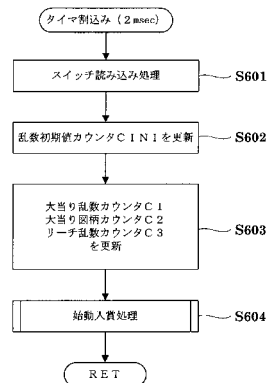 タイマ割込み(2msec)
スイッチ読み込み処理
S601
乱数初期値カウンタCINIを更新
S602
大当り乱数カウンタC1
大当り図柄カウンタC2
リーチ乱数カウンタC3
を更新
S603
始動入賞処理
S604
RET